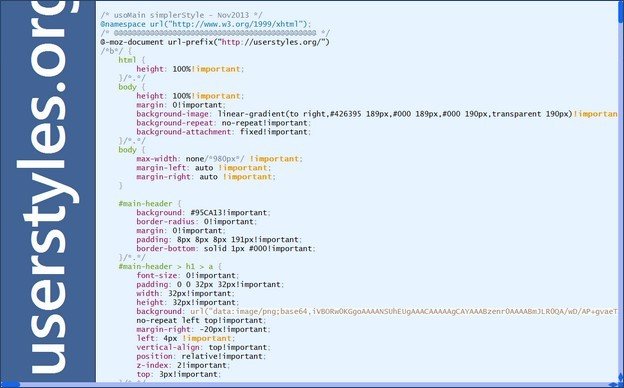 userstyles.org
/* usoMain simplerStyle - Nov2013 */
@namespace url("http://www.w3.org/1999/xhtml");
@-moz-document url-prefix("http://userstyles.org/")
/*b*/ {
html {
height: 100%!important;
}/*.*/
body {
height: 100%!important;
margin: 0!important;
background-image: linear-gradient(to right,#426395 189px,#000 189px,#000 190px,transparent 190px)!important
background-repeat: no-repeat!important;
background-attachment: fixed!important;
}/*.*/
body {
max-width: none/*980px*/ !important;
margin-left: auto !important;
margin-right: auto !important;
}
#main-header {
background: #95CA13!important;
border-radius: 0!important;
margin: 0!important;
padding: 8px 8px 8px 191px!important;
border-bottom: solid 1px #000!important;
}/*.*/
#main-header > h1 > a {
font-size: 0!important;
padding: 0 0 32px 32px!important;
width: 32px!important;
height: 32px!important;
background: url("data:image/png;base64,
no-repeat left top!important;
margin-right: -20px!important;
left: 4px !important;
vertical-align: top!important;
position: relative!important;
z-index: 2!important;
top: 3px!important;
}/*.*/